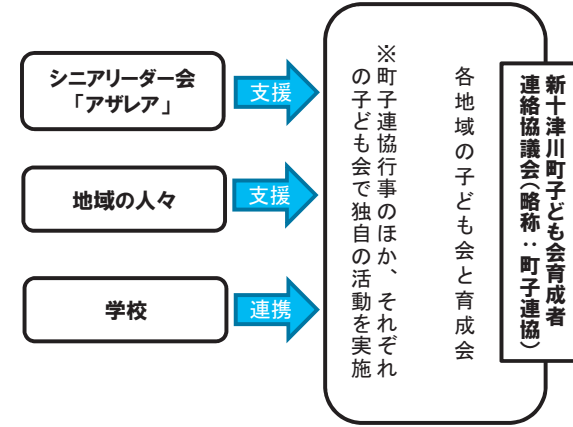 シニアリーダー会
「アザレア」
支援
地域の人々
支援
学校
連携
新十津川町子ども会育成者
連絡協議会（略称：町子連協）
各地域の子ども会と育成会
※町子連協行事のほか、それぞれ
の子ども会で独自の活動を実施